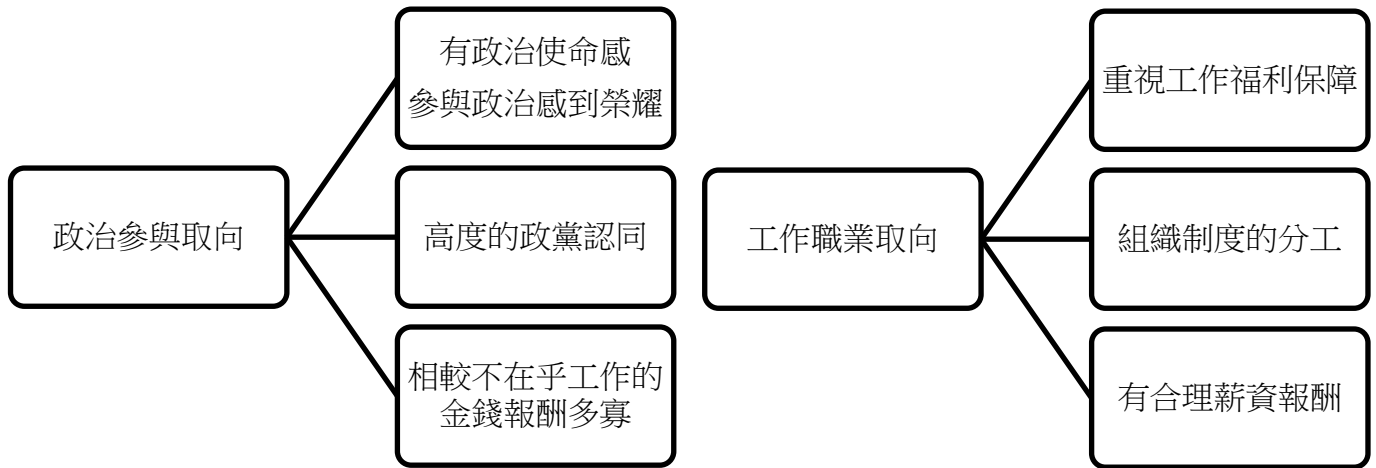 政治參與取向
有政治使命感
參與政治感到榮耀
高度的政黨認同
相較不在乎工作的
金錢報酬多寡
工作職業取向
重視工作福利保障
組織制度的分工
有合理薪資報酬